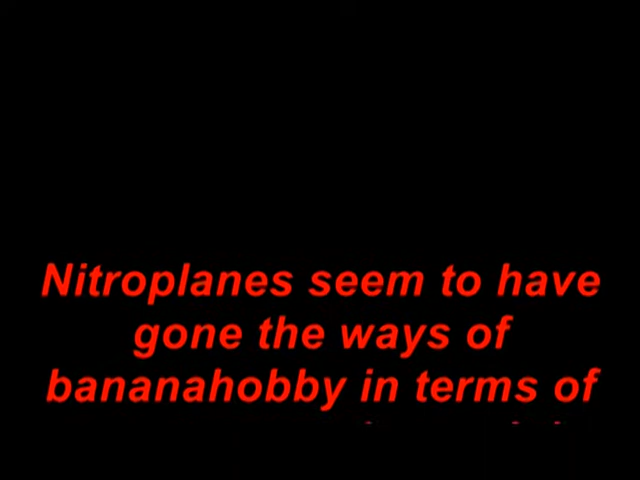 Nitroplanes seem to have
gone the ways of
bananahobby in terms of